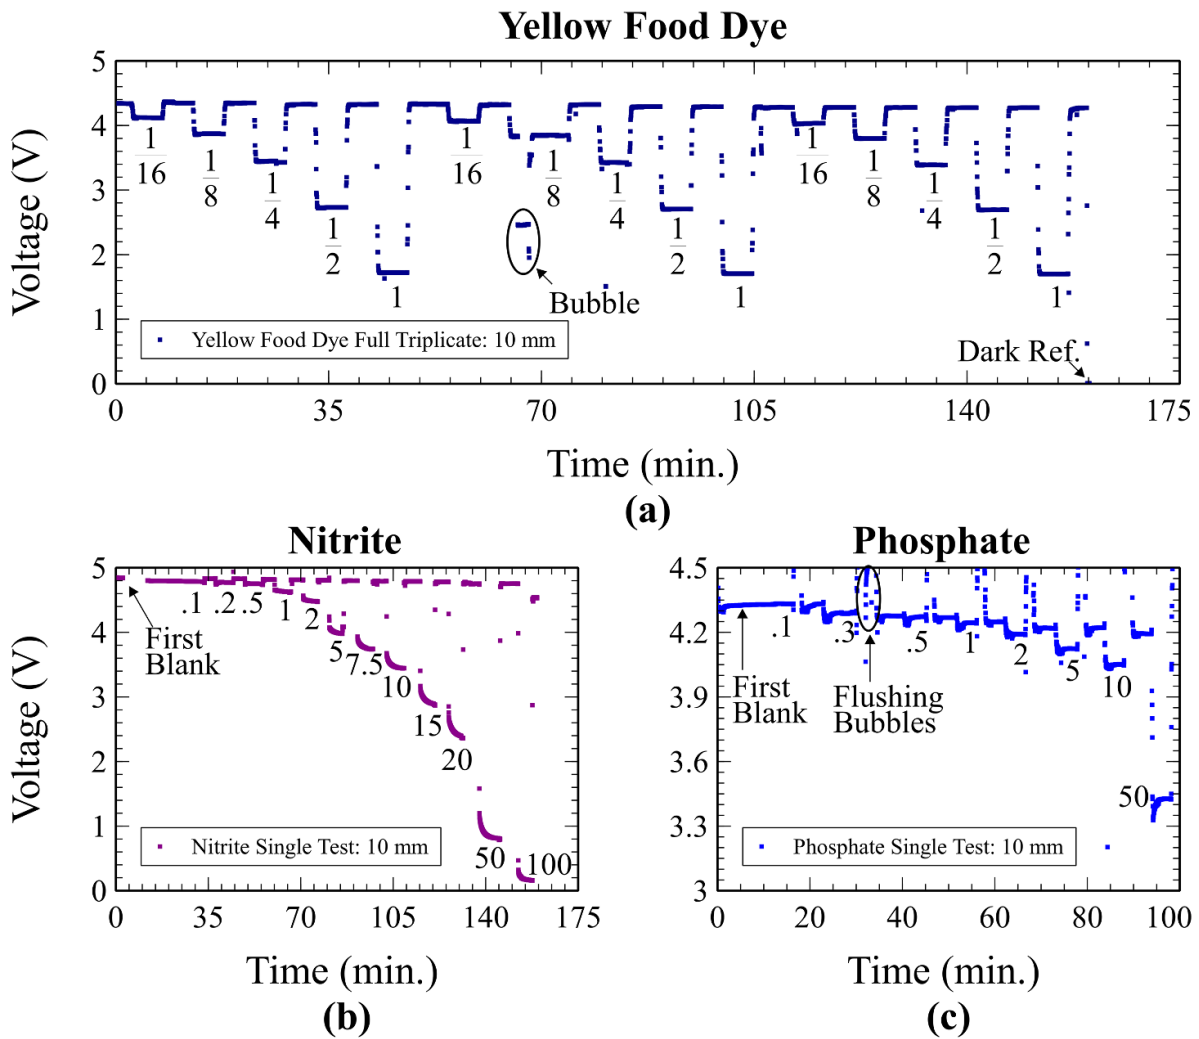 Yellow Food Dye
5
4
3
2
1
0
Voltage (V)
1/16
1/8
1/4
1/2
1
1/16
1/8
1/4
1/2
1
1/16
1/8
1/4
1/2
1
Bubble
Dark Ref.
Yellow Food Dye Full Triplicate: 10 mm
0 35 70 105 140 175
Time (min.)
(a)
Nitrite
5
4
3
2
1
0
Voltage (V)
First
Blank
.1 .2 .5 1 2
5 7.5 10
15
20
50 100
Nitrite Single Test: 10 mm
0 35 70 105 140 175
Time (min.)
(b)
Phosphate
4.5
4.2
3.9
3.6
3.3
3
First
Blank
.1 .3 .5 1 2 5 10
Flushing
Bubbles
50
Phosphate Single Test: 10 mm
0 20 40 60 80 100
Time (min.)
(c)